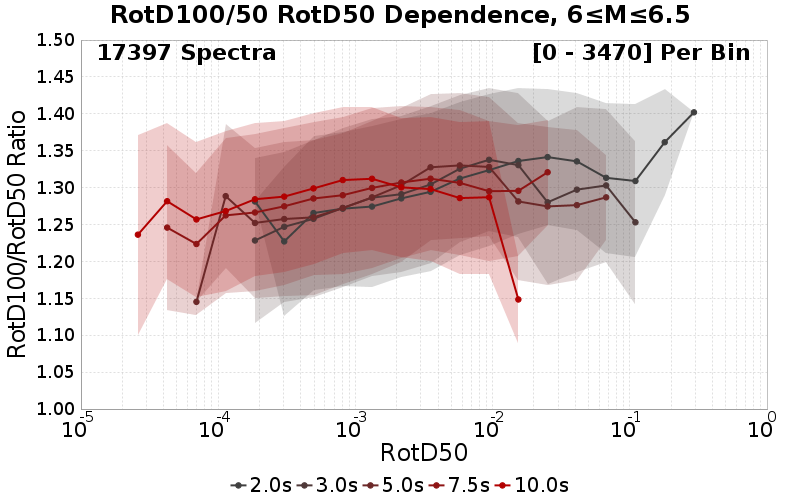 RotD100/50 RotD50 Dependence, 6≤M≤6.5
17397 Spectra [0 - 3470] Per Bin
RotD100/RotD50 Ratio
1.50
1.45
1.40
1.35
1.30
1.25
1.20
1.15
1.10
1.05
1.00
10^-5 10^-4 10^-3 10^-2 10^-1 10^0
RotD50
2.0s 3.0s 5.0s 7.5s 10.0s